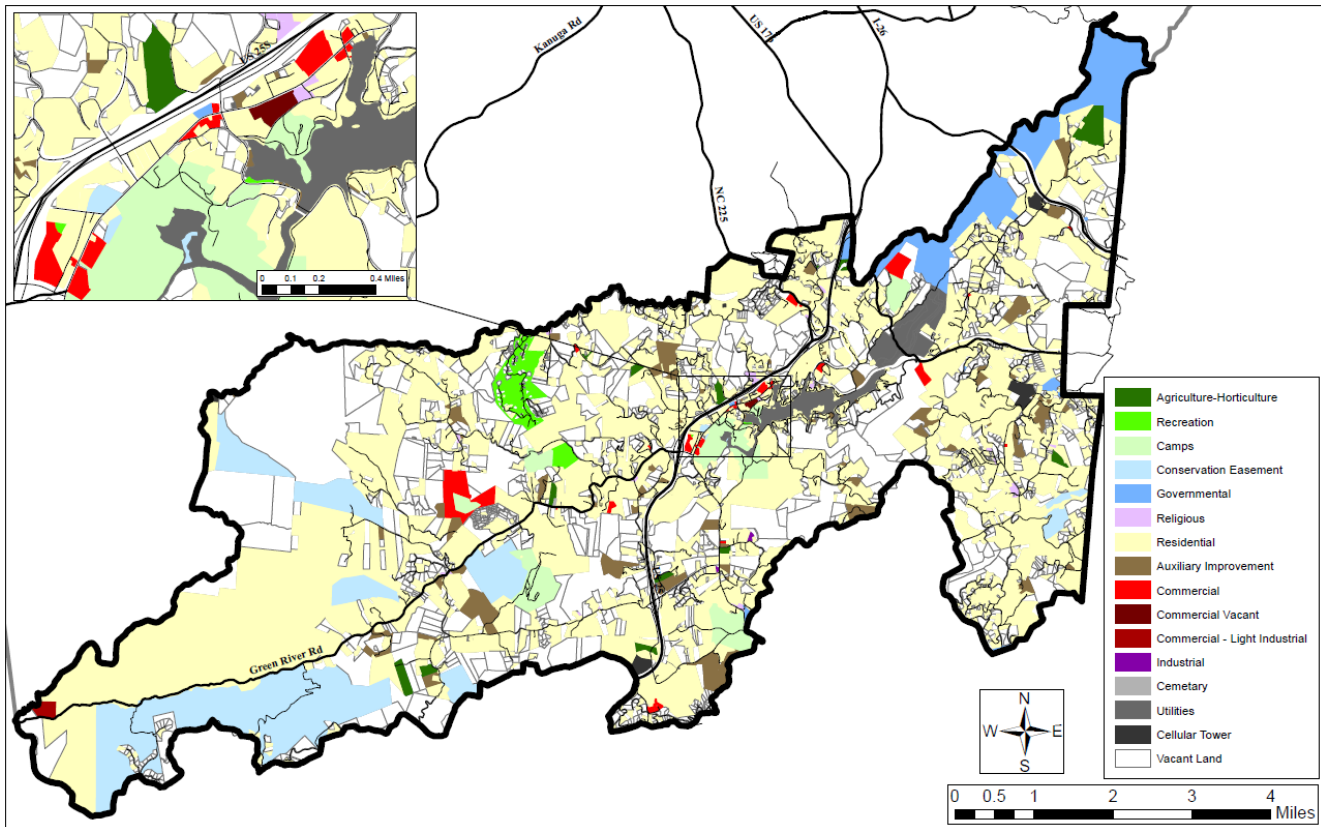 Kanuga Rd
US 176
I-26
NC 225
US 25S
0 0.1 0.2 0.4 Miles
Green River Rd
Agriculture-Horticulture
Recreation
Camps
Conservation Easement
Governmental
Religious
Residential
Auxiliary Improvement
Commercial
Commercial Vacant
Commercial - Light Industrial
Industrial
Cemetary
Utilities
Cellular Tower
Vacant Land
N
W E
S
0 0.5 1 2 3 4
Miles